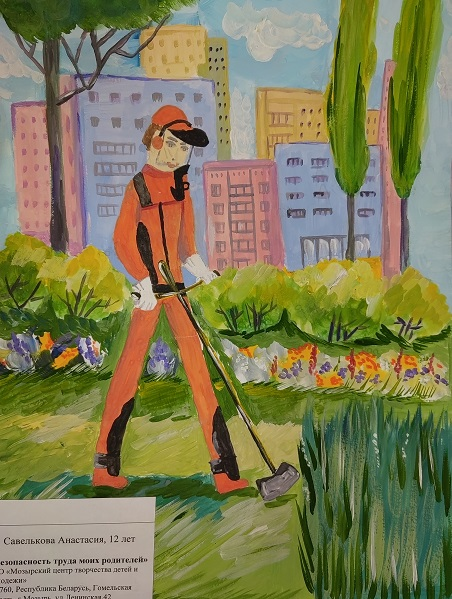 Савелькова Анастасия, 12 лет
езопасность труда моих родителей»
О «Мозырский центр творчества детей и
одежи»
760, Республика Беларусь, Гомельская
г. Мозырь, ул Ленинская 42